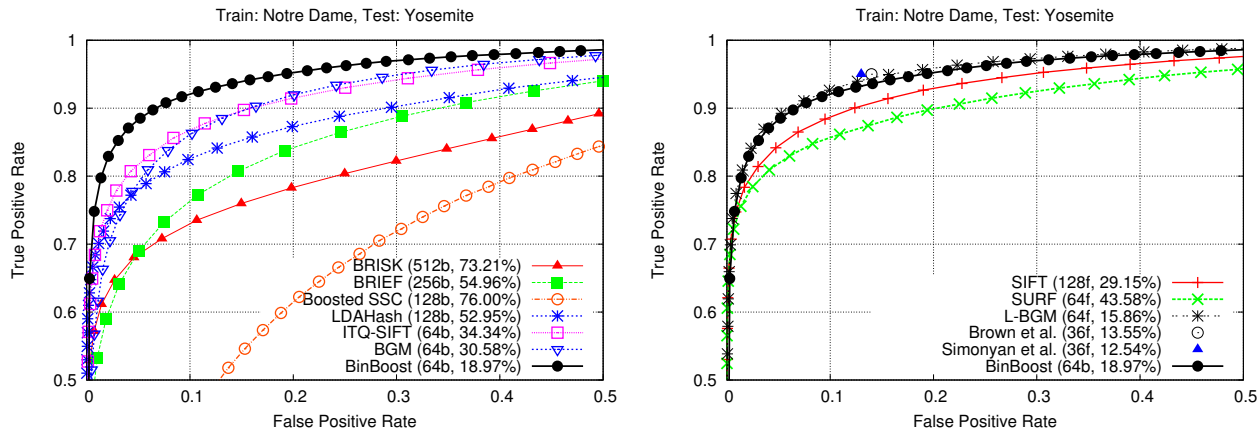 Train: Notre Dame, Test: Yosemite
True Positive Rate
1
0.9
0.8
0.7
0.6
0.5
0
0.1
0.2
0.3
0.4
0.5
False Positive Rate
BRISK (512b, 73.21%)
BRIEF (256b, 54.96%)
Boosted SSC (128b, 76.00%)
LDAHash (128b, 52.95%)
ITQ-SIFT (64b, 34.34%)
BGM (64b, 30.58%)
BinBoost (64b, 18.97%)
Train: Notre Dame, Test: Yosemite
True Positive Rate
1
0.9
0.8
0.7
0.6
0.5
0
0.1
0.2
0.3
0.4
0.5
False Positive Rate
SIFT (128f, 29.15%)
SURF (64f, 43.58%)
L-BGM (64f, 15.86%)
Brown et al. (36f, 13.55%)
Simonyan et al. (36f, 12.54%)
BinBoost (64b, 18.97%)